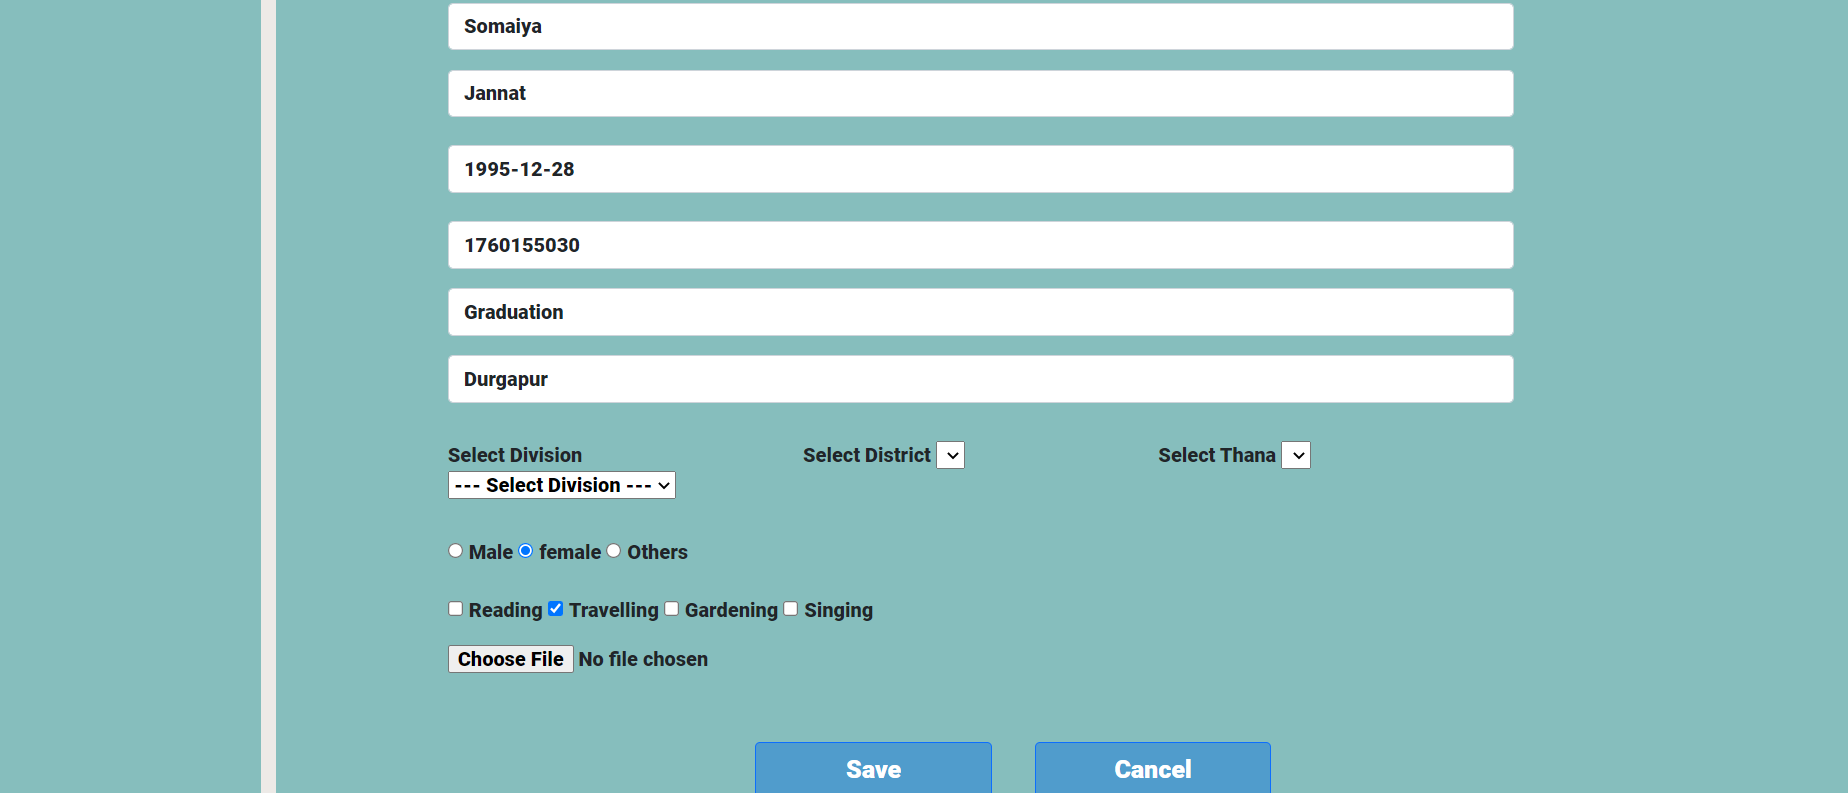 Somaiya
Jannat
1995-12-28
1760155030
Graduation
Durgapur
Select Division Select District Select Thana
--- Select Division ---
Male female Others
Reading Travelling Gardening Singing
Choose File No file chosen
Save Cancel